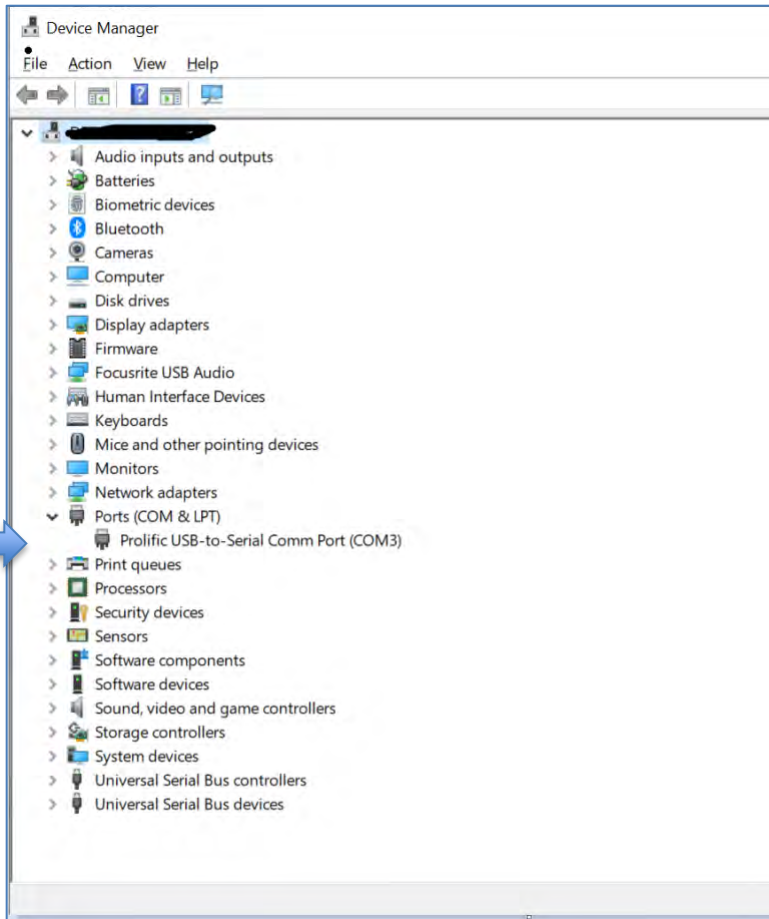 Device Manager
File Action View Help
Audio inputs and outputs
Batteries
Biometric devices
Bluetooth
Cameras
Computer
Disk drives
Display adapters
Firmware
Focusrite USB Audio
Human Interface Devices
Keyboards
Mice and other pointing devices
Monitors
Network adapters
Ports (COM & LPT)
Prolific USB-to-Serial Comm Port (COM3)
Print queues
Processors
Security devices
Sensors
Software components
Software devices
Sound, video and game controllers
Storage controllers
System devices
Universal Serial Bus controllers
Universal Serial Bus devices